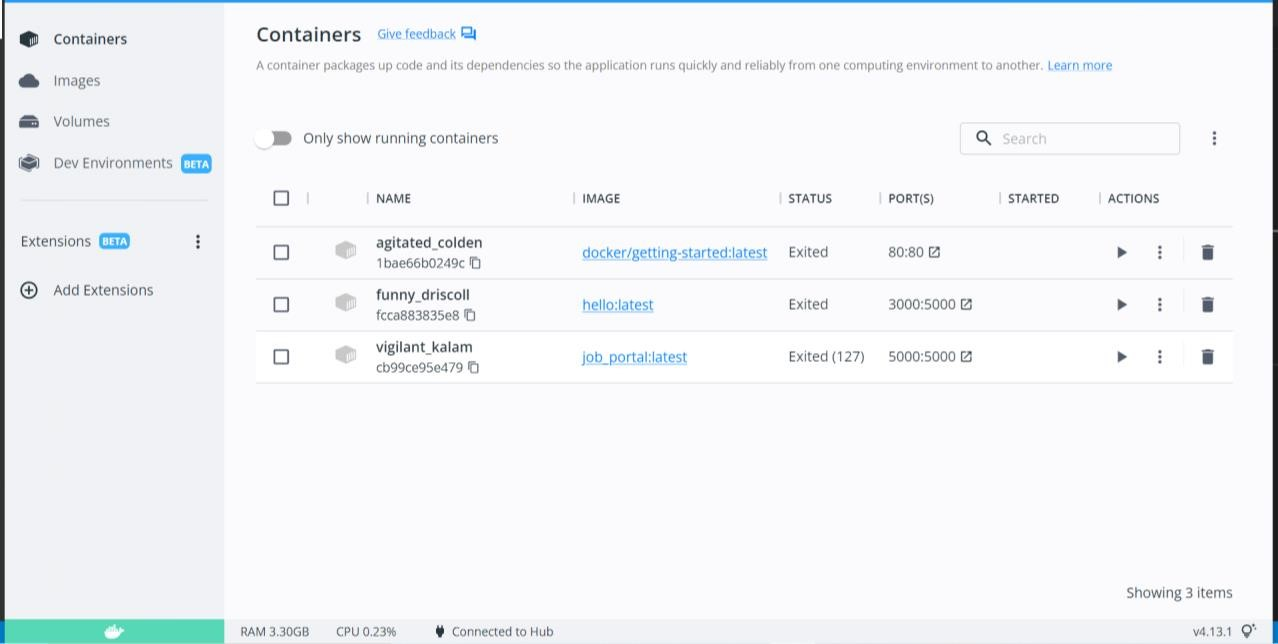 Containers
Images
Volumes
Dev Environments BETA
Extensions BETA
Add Extensions
Containers Give feedback
A container packages up code and its dependencies so the application runs quickly and reliably from one computing environment to another. Learn more
Only show running containers
Search
NAME IMAGE STATUS PORT(S) STARTED ACTIONS
agitated_colden
1bae66b0249c
docker/getting-started:latest Exited 80:80
funny_driscoll
fcca883835e8
hello:latest Exited 3000:5000
vigilant_kalam
cb99ce95e479
job_portal:latest Exited (127) 5000:5000
Showing 3 items
RAM 3.30GB CPU 0.23% Connected to Hub v4.13.1